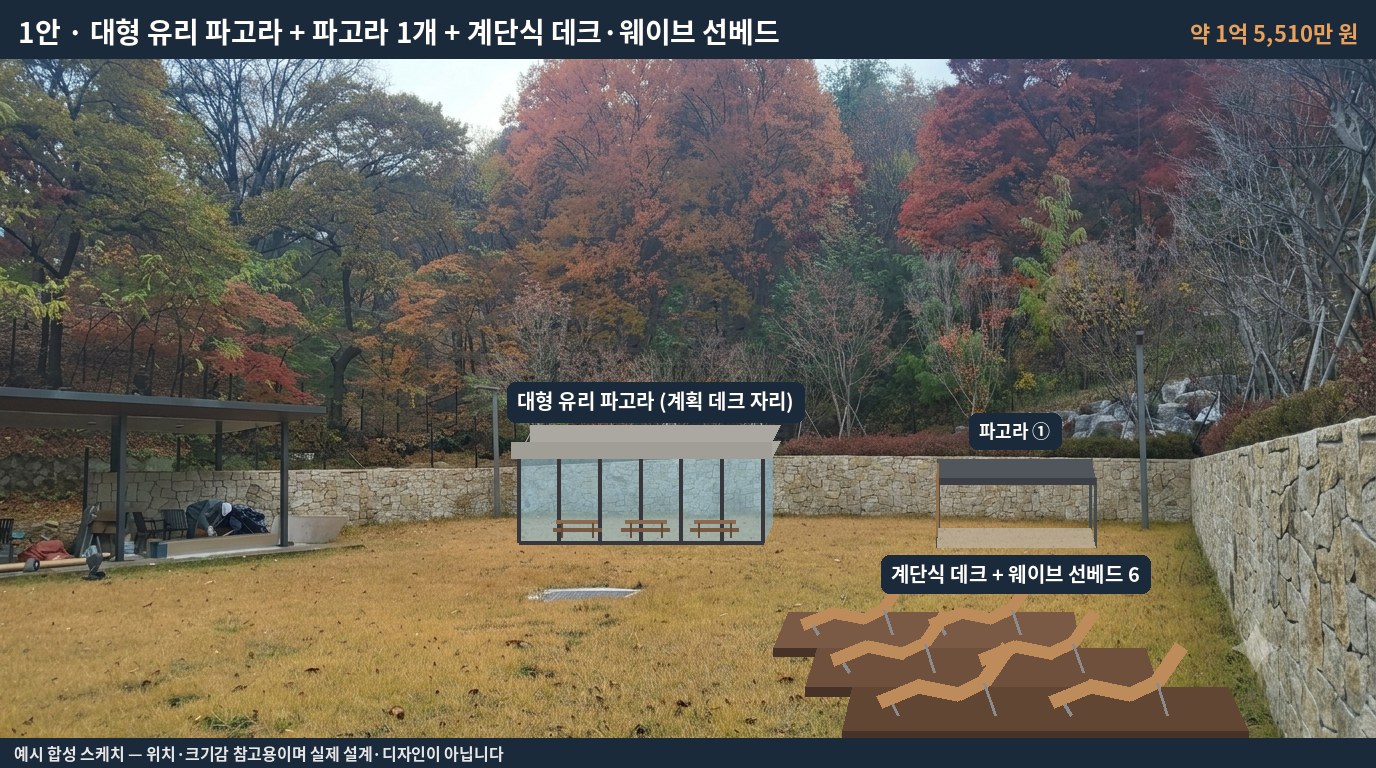 1안 · 대형 유리 파고라 + 파고라 1개 + 계단식 데크·웨이브 선베드
약 1억 5,510만 원
대형 유리 파고라 (계획 데크 자리)
파고라 ①
계단식 데크 + 웨이브 선베드 6
예시 합성 스케치 — 위치·크기감 참고용이며 실제 설계·디자인이 아닙니다